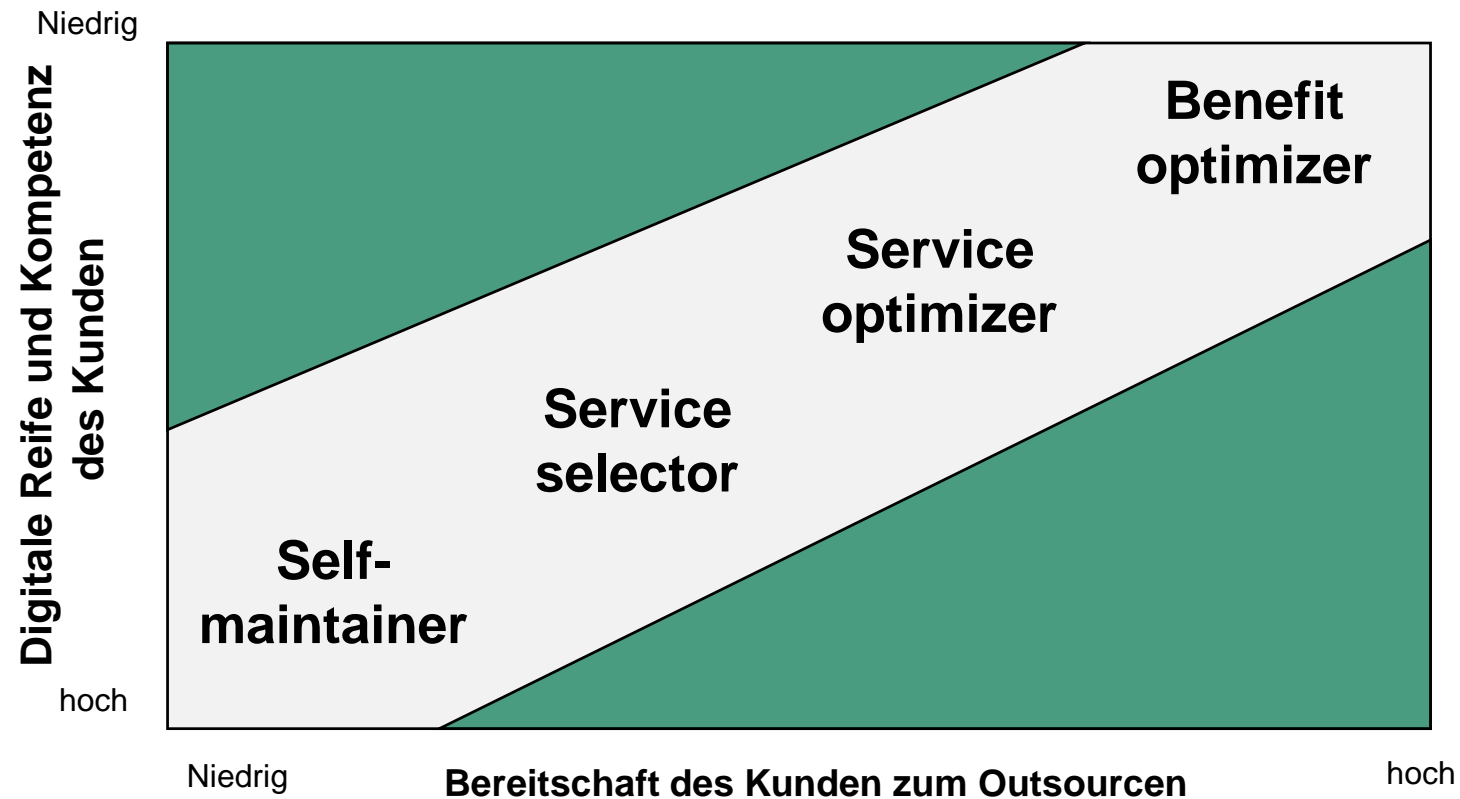 Niedrig
Digitale Reife und Kompetenz
des Kunden
hoch
Benefit
optimizer
Service
optimizer
Service
selector
Self-
maintainer
Niedrig
Bereitschaft des Kunden zum Outsourcen
hoch